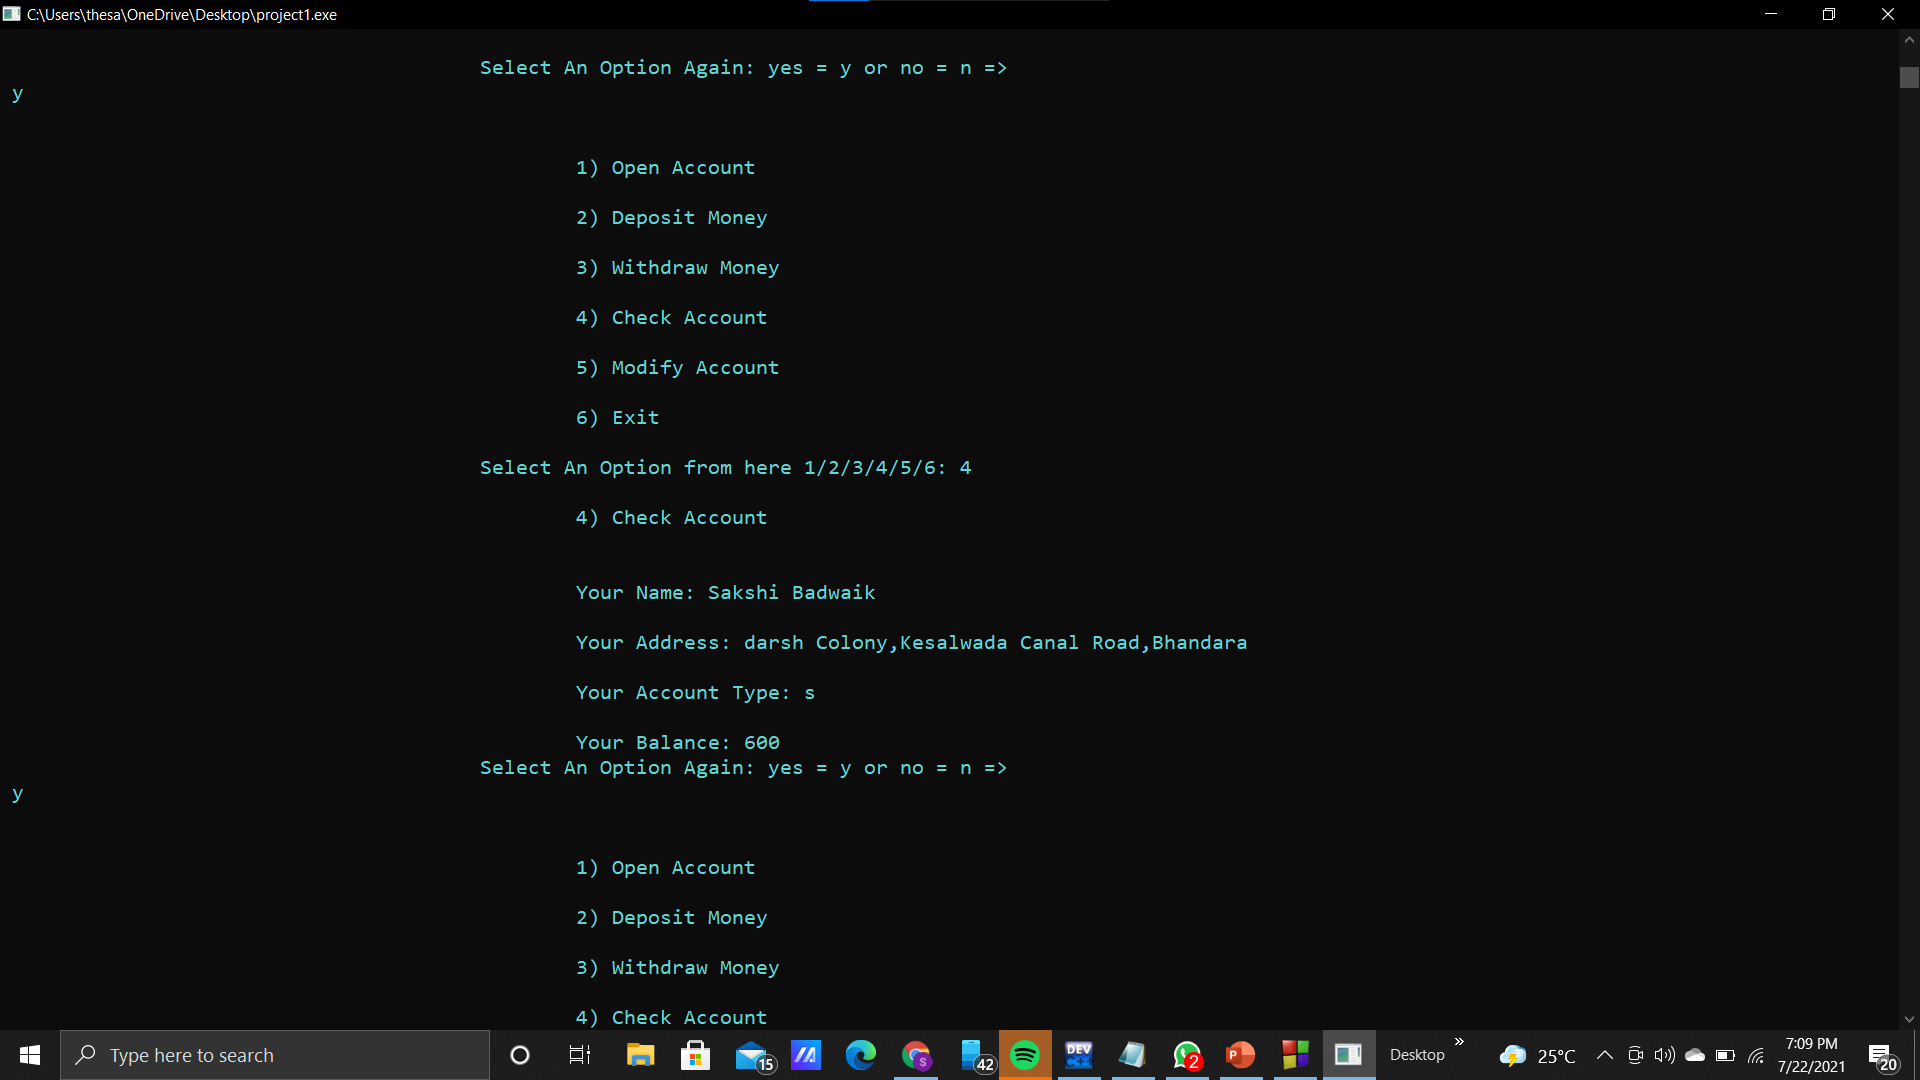 C:\Users\thesa\OneDrive\Desktop\project1.exe
Select An Option Again: yes = y or no = n =>
y
1) Open Account
2) Deposit Money
3) Withdraw Money
4) Check Account
5) Modify Account
6) Exit
Select An Option from here 1/2/3/4/5/6: 4
4) Check Account
Your Name: Sakshi Badwaik
Your Address: darsh Colony,Kesalwada Canal Road,Bhandara
Your Account Type: s
Your Balance: 600
Select An Option Again: yes = y or no = n =>
y
1) Open Account
2) Deposit Money
3) Withdraw Money
4) Check Account
Type here to search
15
S
42
DEV
C++
2
P
Desktop
»
25°C
7:09 PM
7/22/2021
20